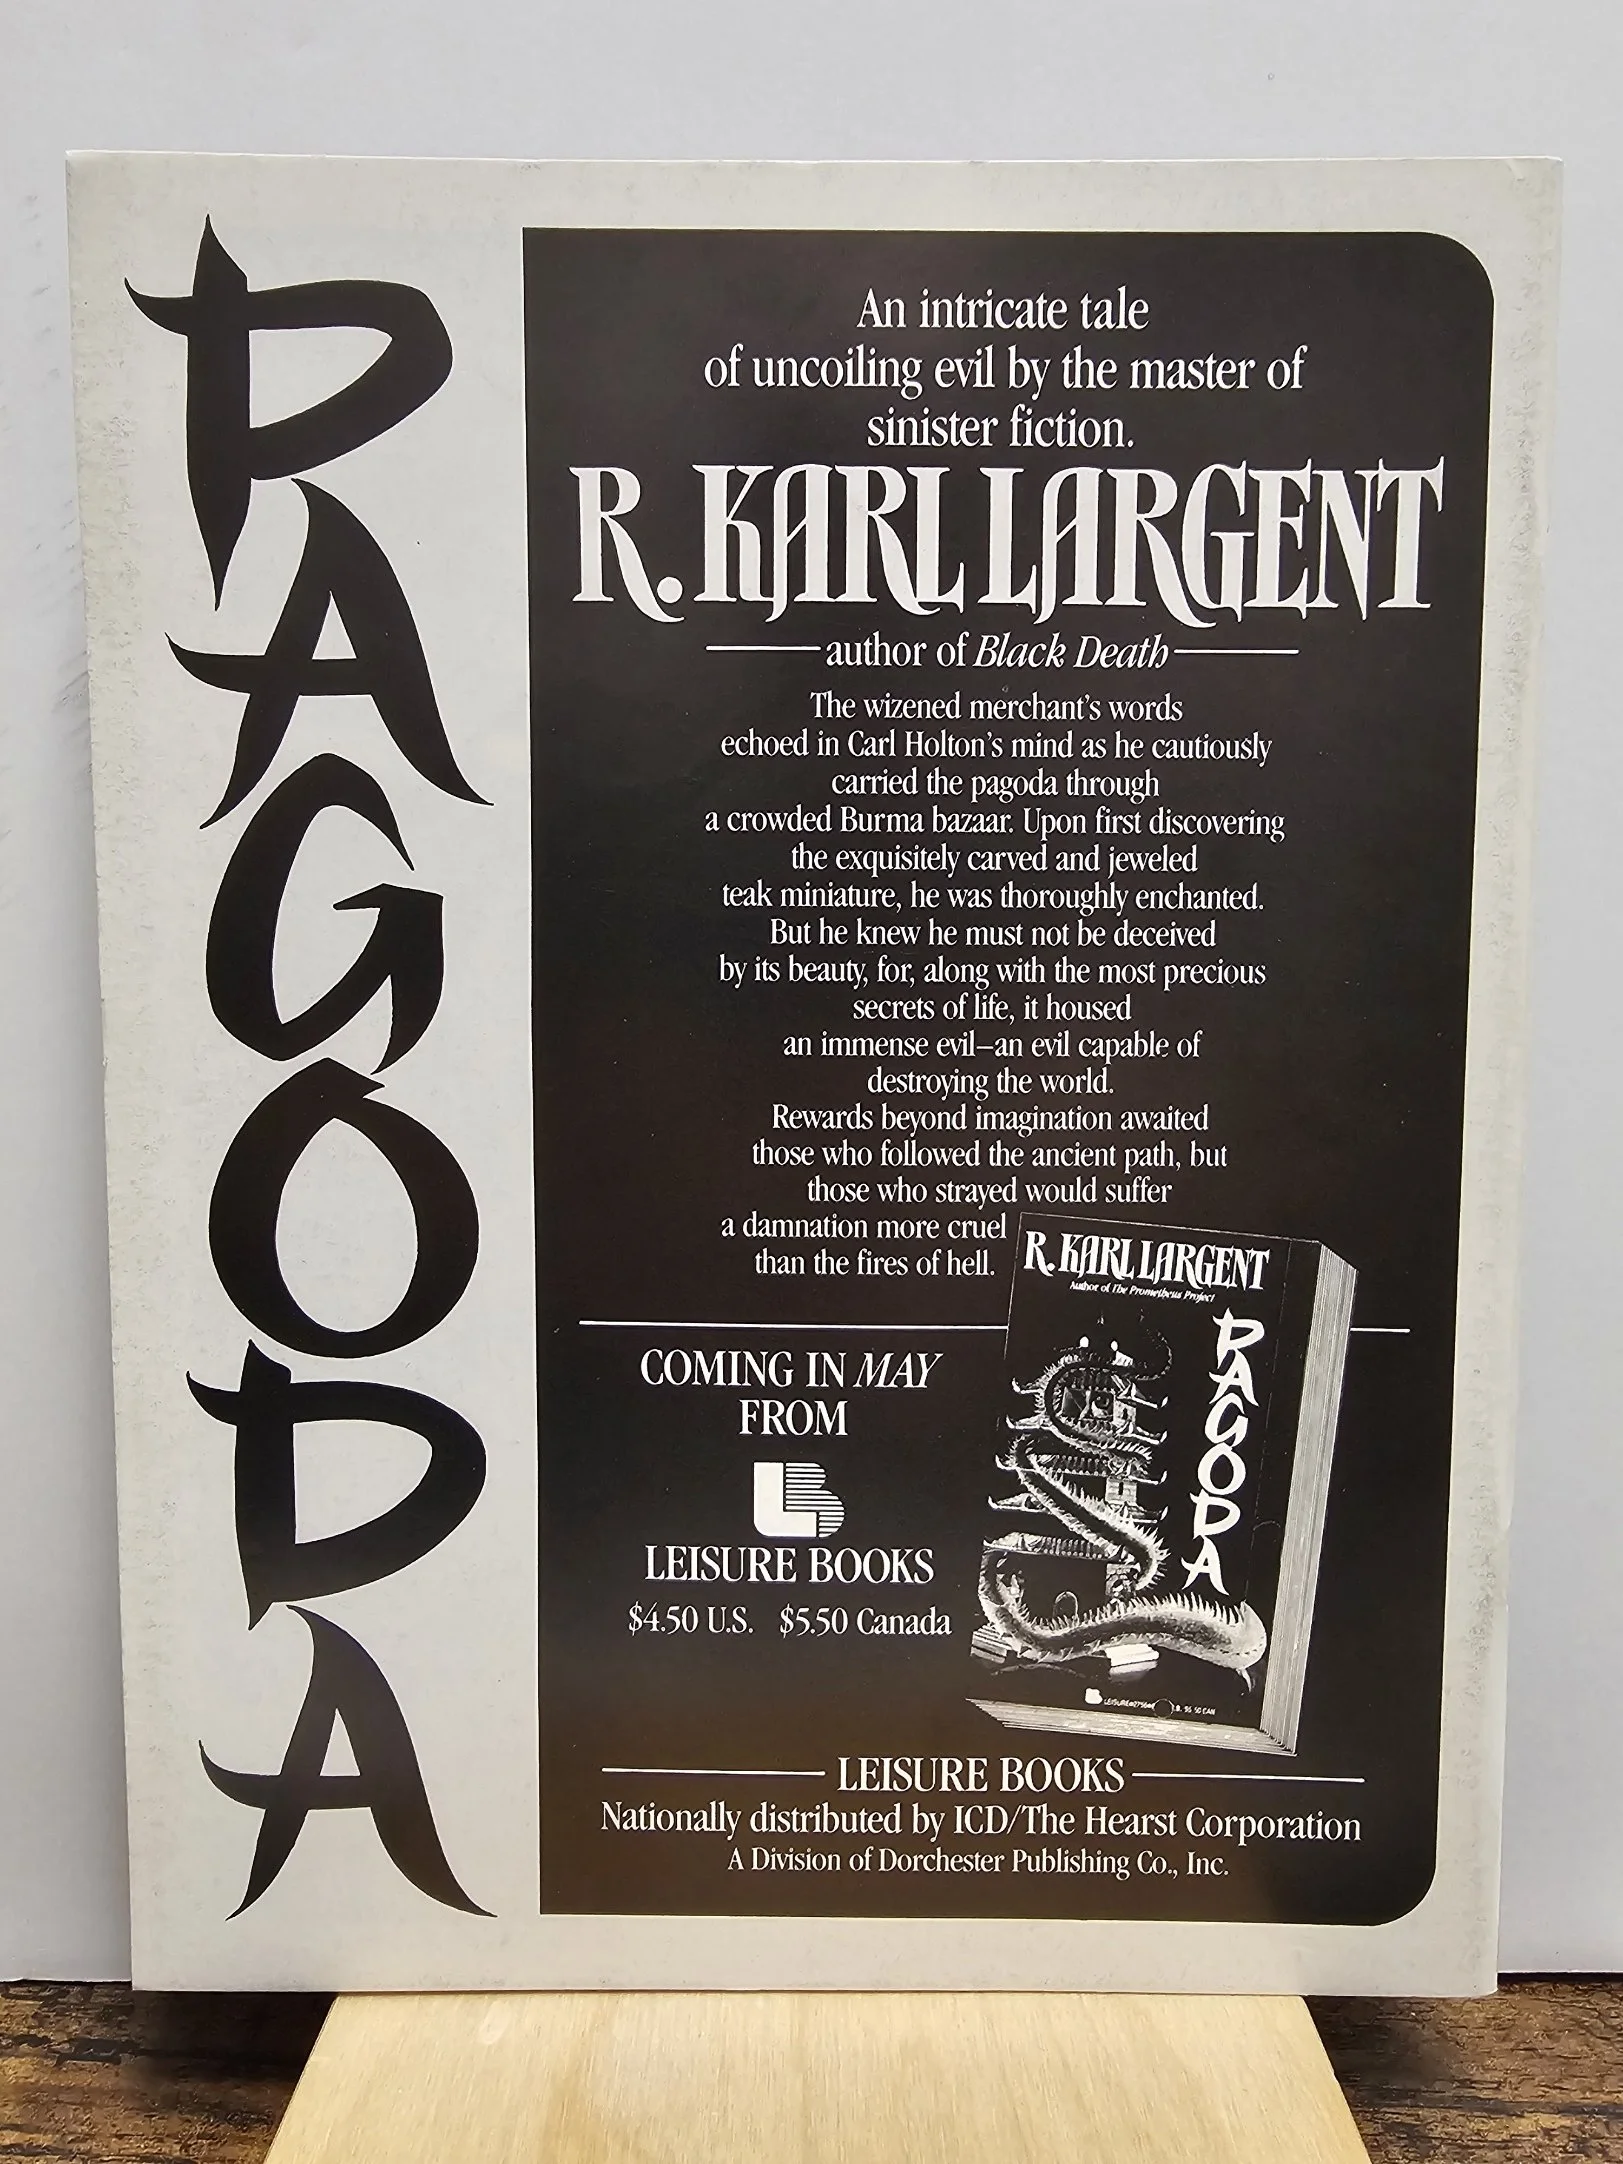 PAGODA
An intricate tale
of uncoiling evil by the master of
sinister fiction.
R. KARL LARGENT
author of Black Death
The wizened merchant's words
echoed in Carl Holton's mind as he cautiously
carried the pagoda through
a crowded Burma bazaar. Upon first discovering
the exquisitely carved and jeweled
teak miniature, he was thoroughly enchanted.
But he knew he must not be deceived
by its beauty, for, along with the most precious
secrets of life, it housed
an immense evil–an evil capable of
destroying the world.
Rewards beyond imagination awaited
those who followed the ancient path, but
those who strayed would suffer
a damnation more cruel
than the fires of hell.
R. KARL LARGENT
Author of The Prometheus Project
PAGODA
COMING IN MAY
FROM
LB
LEISURE BOOKS
$4.50 U.S. $5.50 Canada
LEISURE
LEISURE BOOKS
Nationally distributed by ICD/The Hearst Corporation
A Division of Dorchester Publishing Co., Inc.